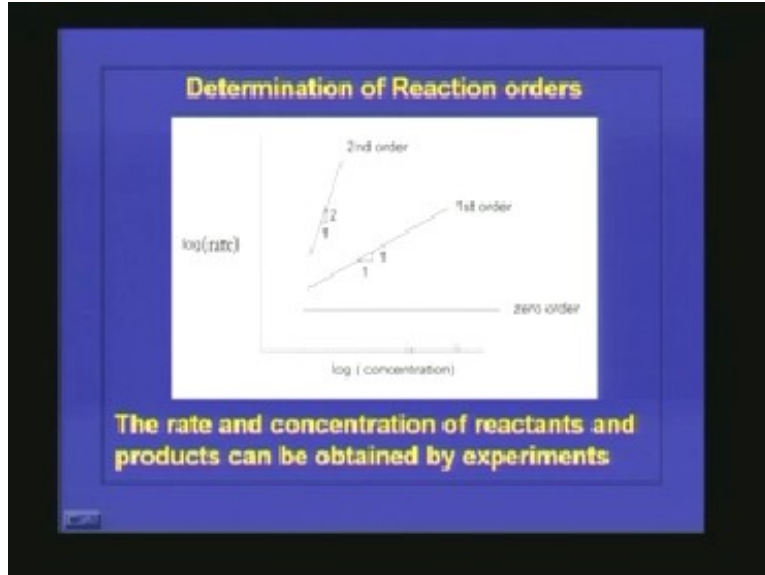 Determination of Reaction orders
2nd order
2
1
1st order
log(rate)
1
1
zero order
log ( concentration)
The rate and concentration of reactants and
products can be obtained by experiments